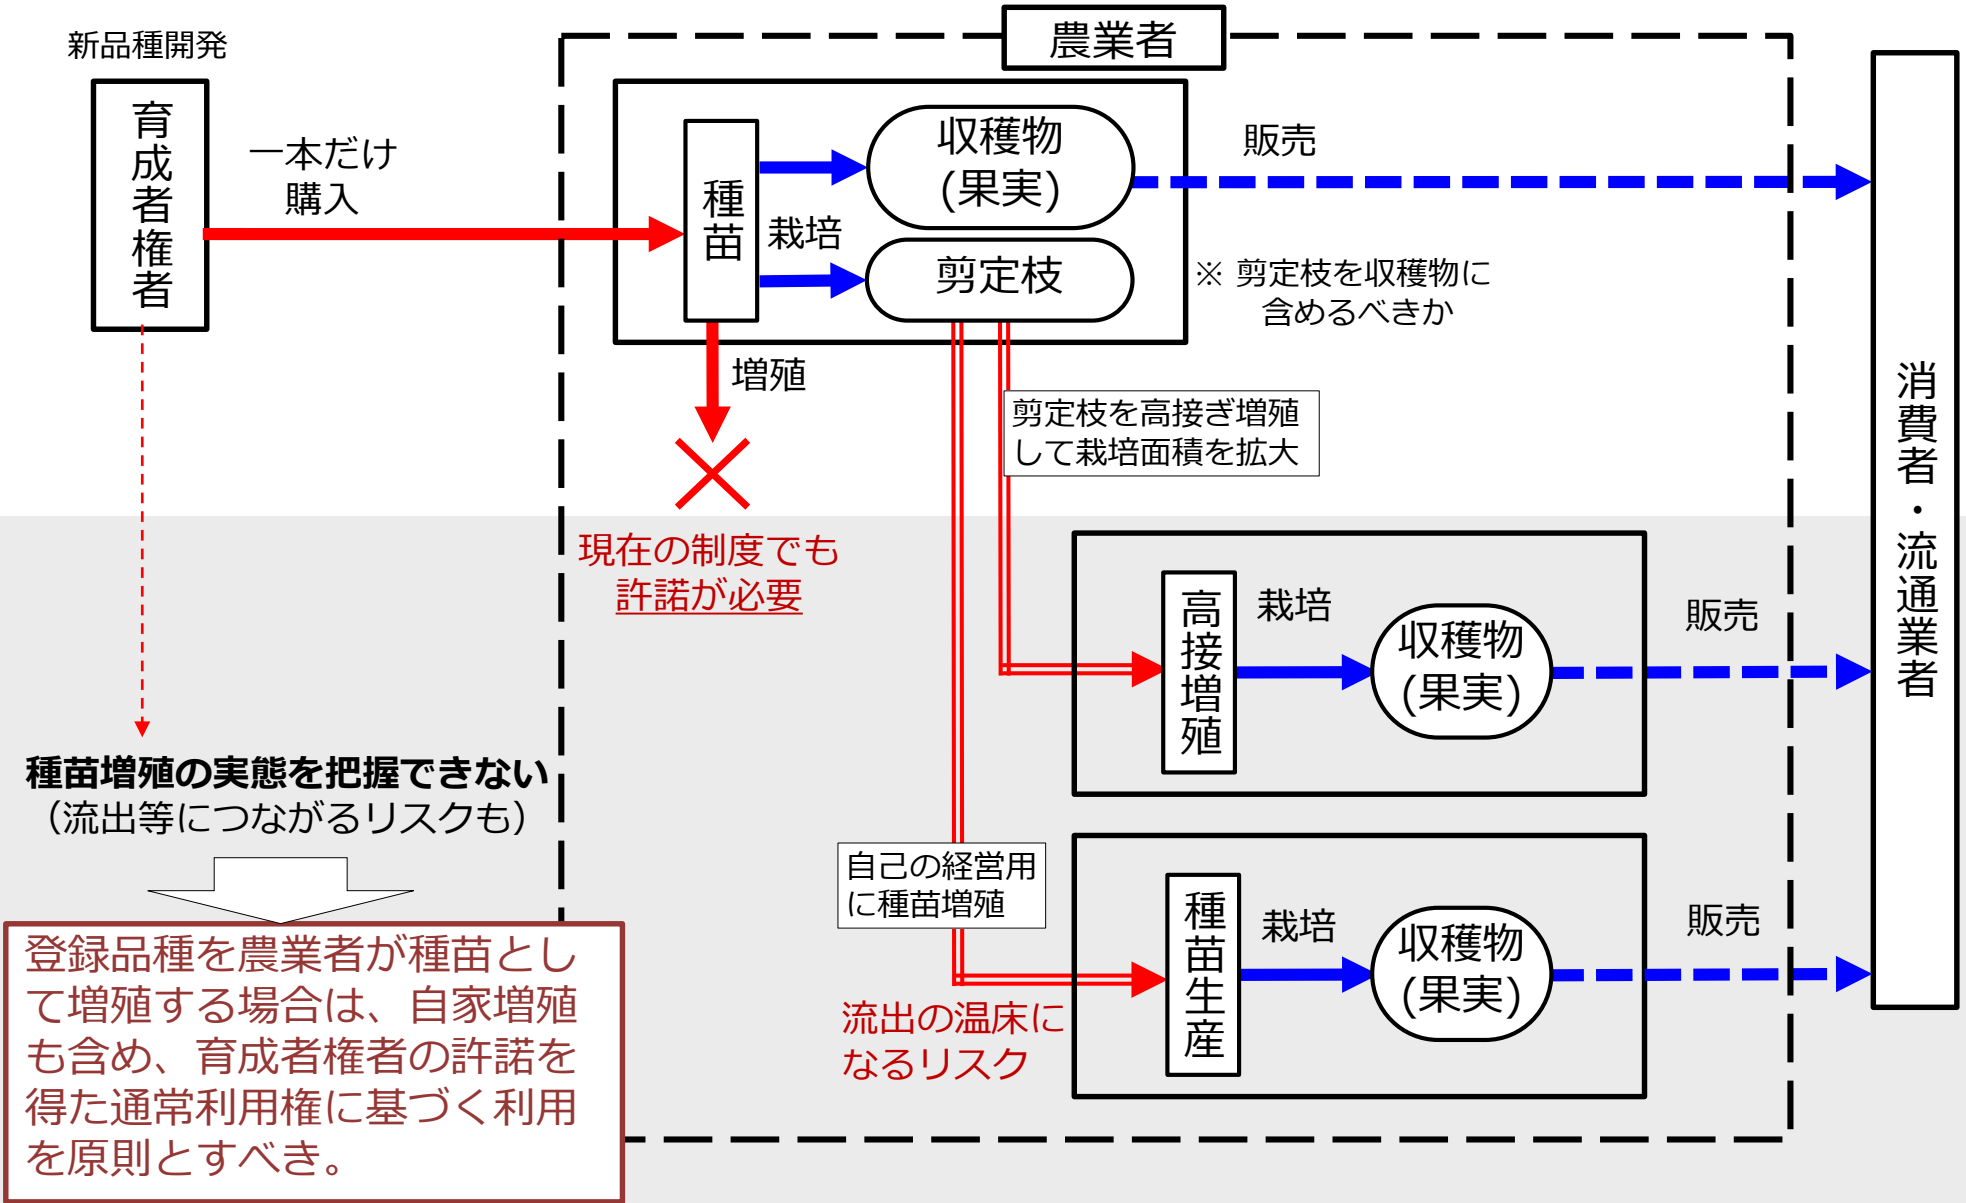 新品種開発
育成者権者
一本だけ
購入
農業者
種苗
収穫物
(果実)
栽培
剪定枝
販売
※ 剪定枝を収穫物に
含めるべきか
増殖
剪定枝を高接ぎ増殖
して栽培面積を拡大
現在の制度でも
許諾が必要
高接増殖
栽培
収穫物
(果実)
販売
消費者・流通業者
種苗増殖の実態を把握できない
（流出等につながるリスクも）
自己の経営用
に種苗増殖
種苗生産
栽培
収穫物
(果実)
販売
流出の温床に
なるリスク
登録品種を農業者が種苗とし
て増殖する場合は、自家増殖
も含め、育成者権者の許諾を
得た通常利用権に基づく利用
を原則とすべき。